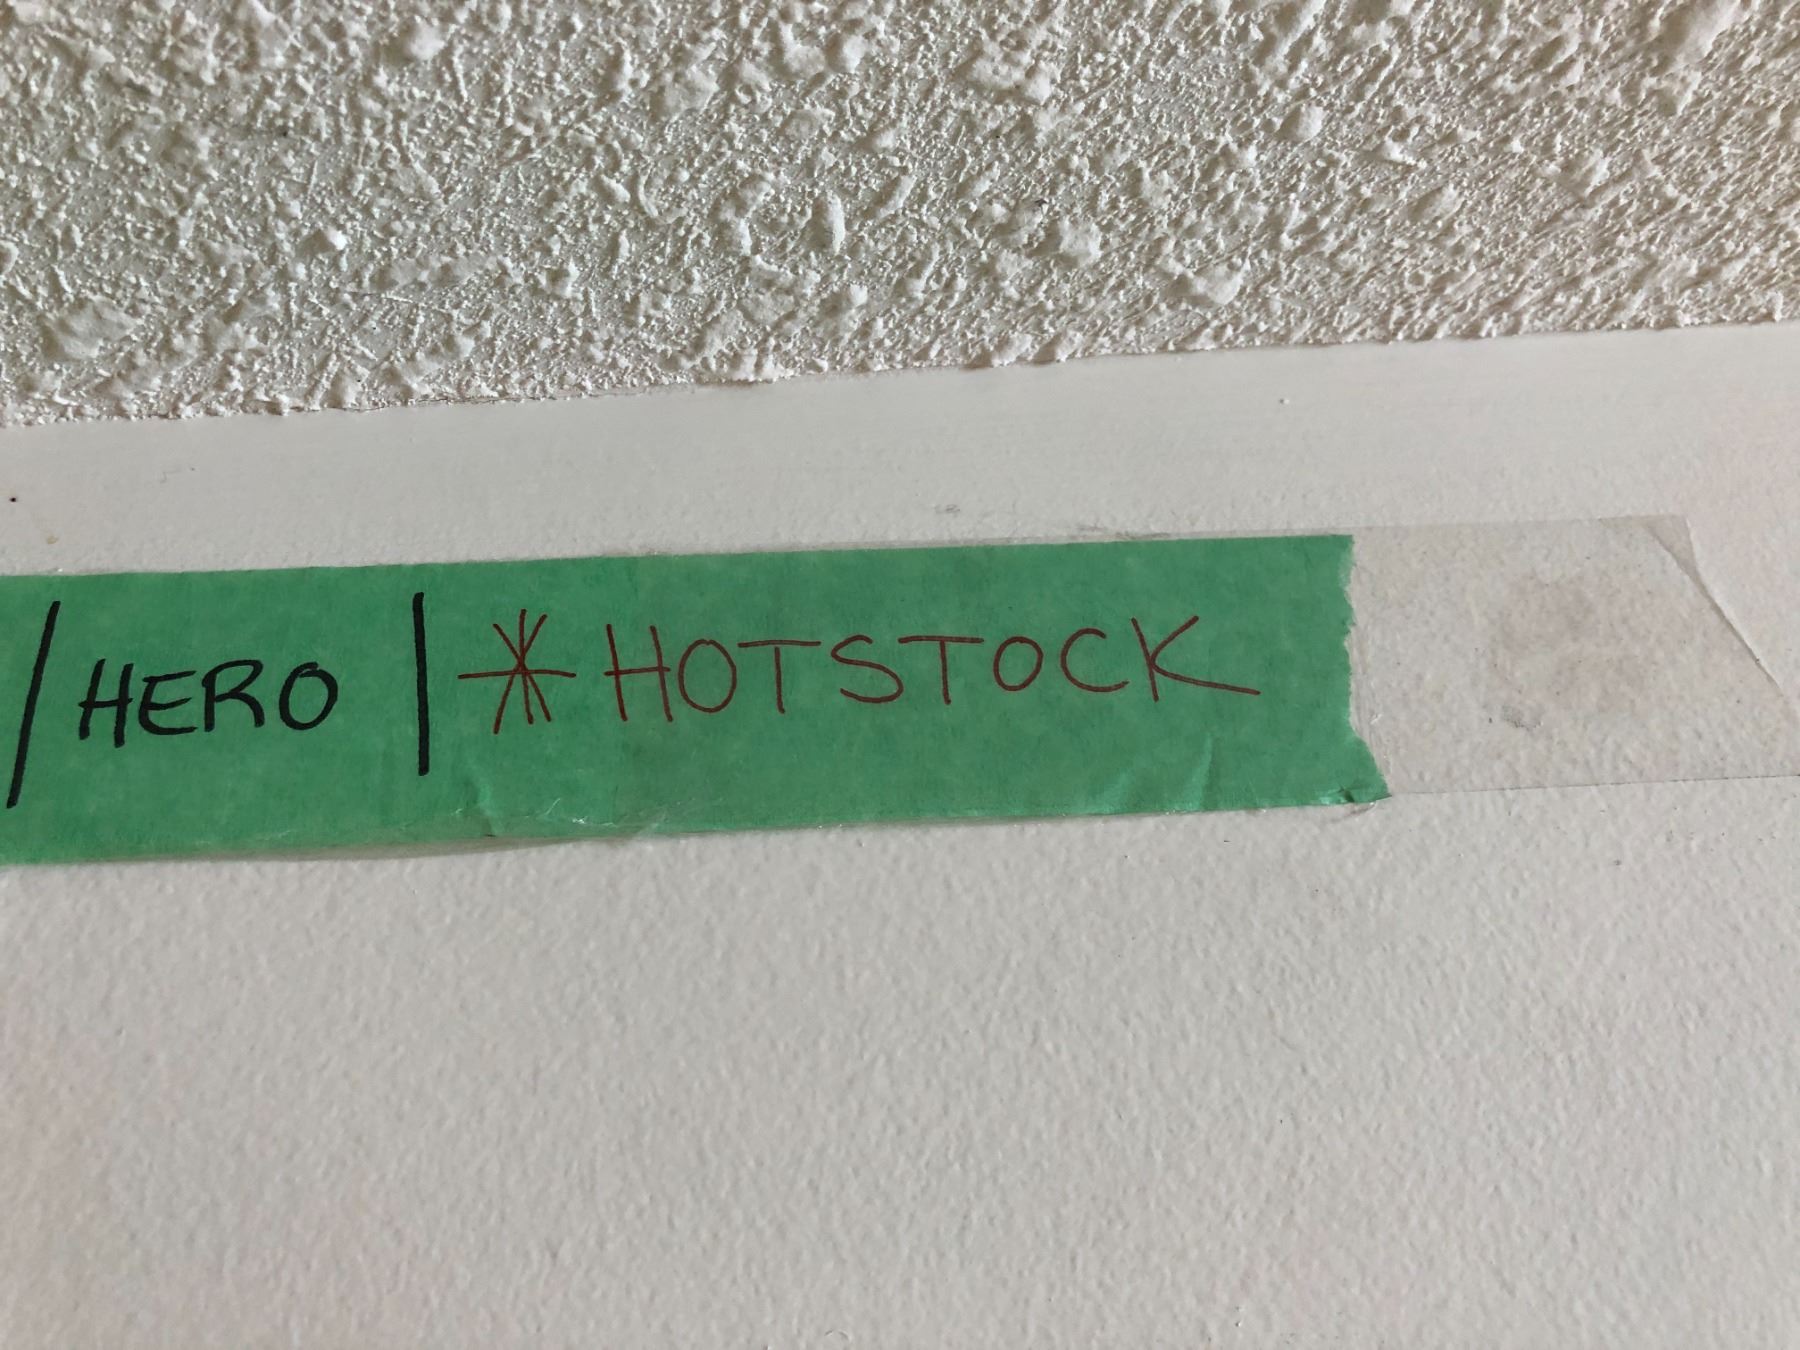 / HERO | * HOTSTOCK